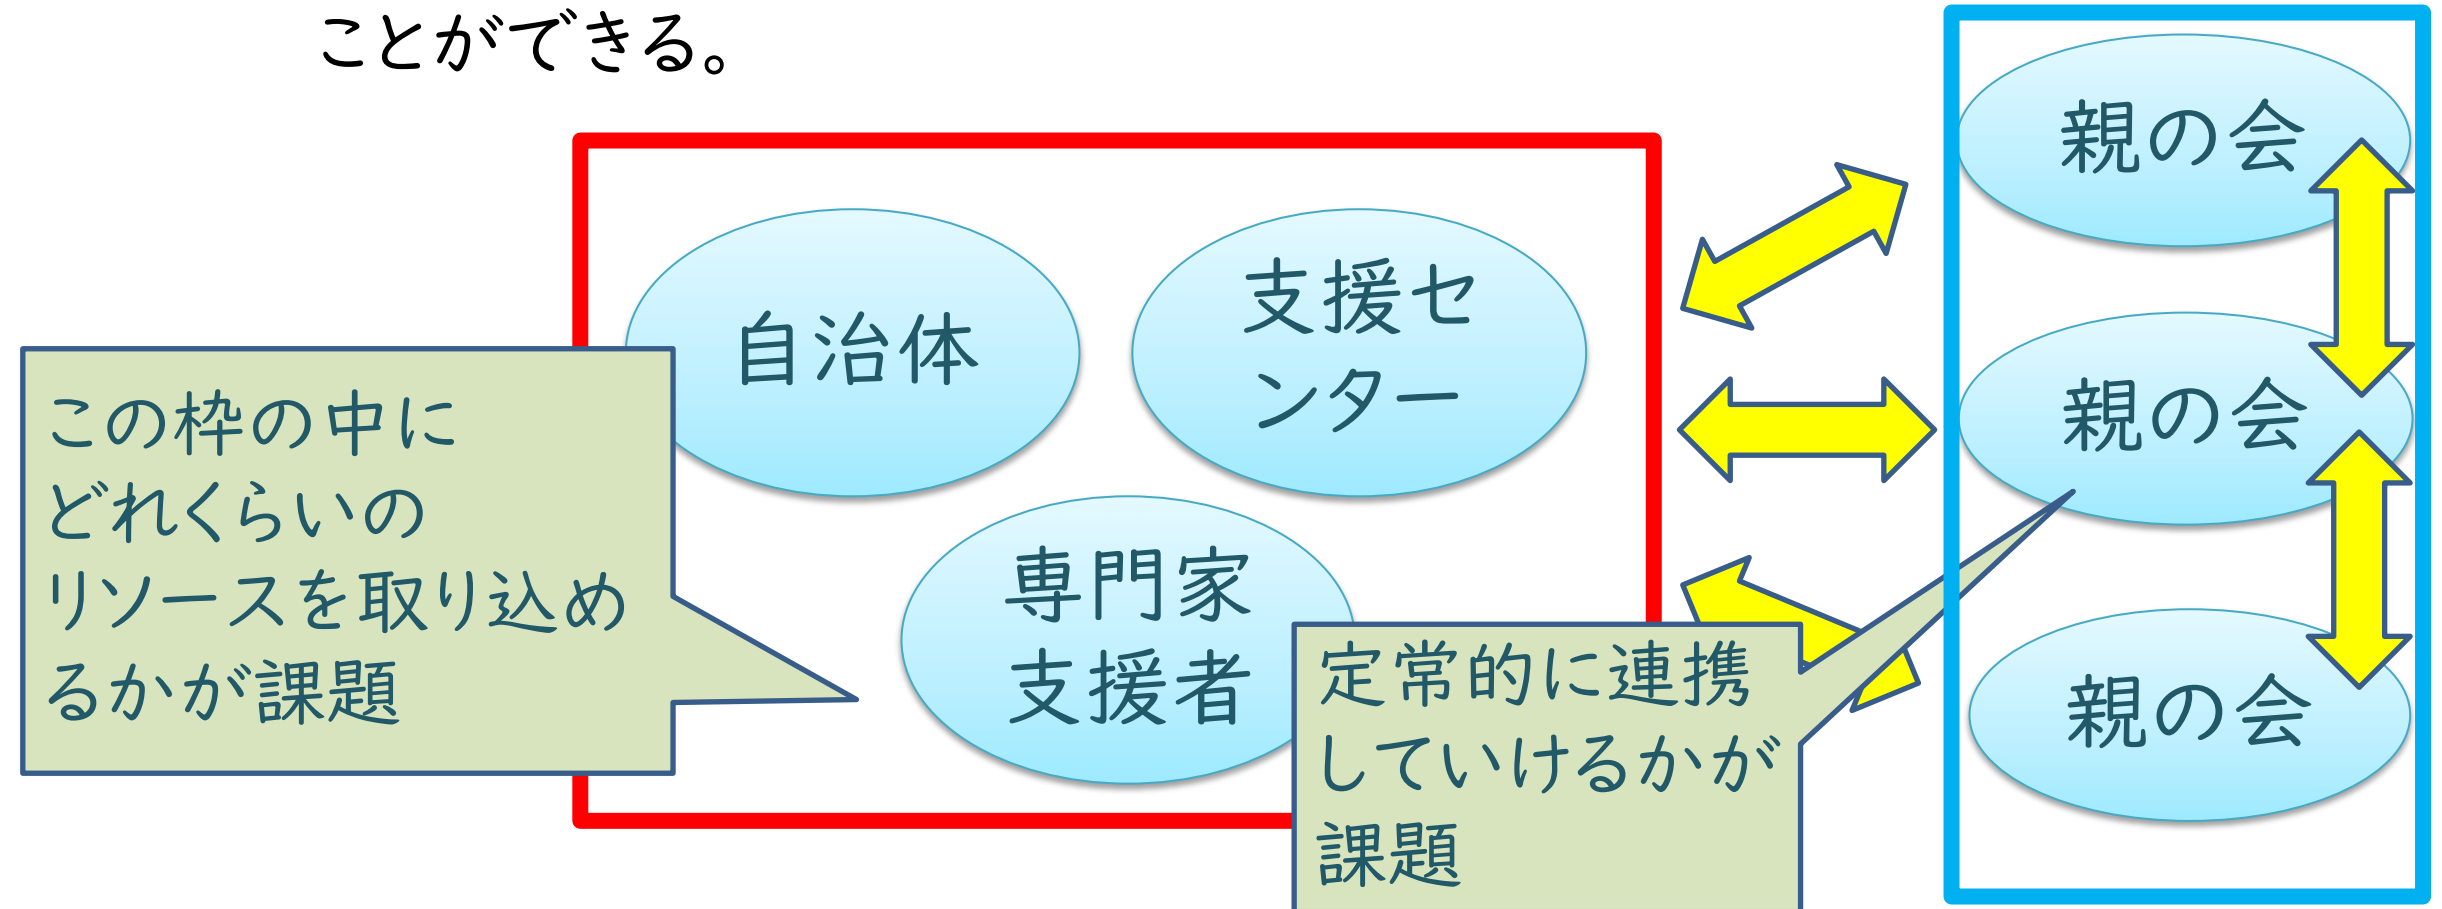 ことができる。
親の会
自治体
支援セ
ンター
この枠の中に
どれくらいの
リソースを取り込め
るかが課題
親の会
専門家
支援者
定常的に連携
していけるかが
課題
親の会